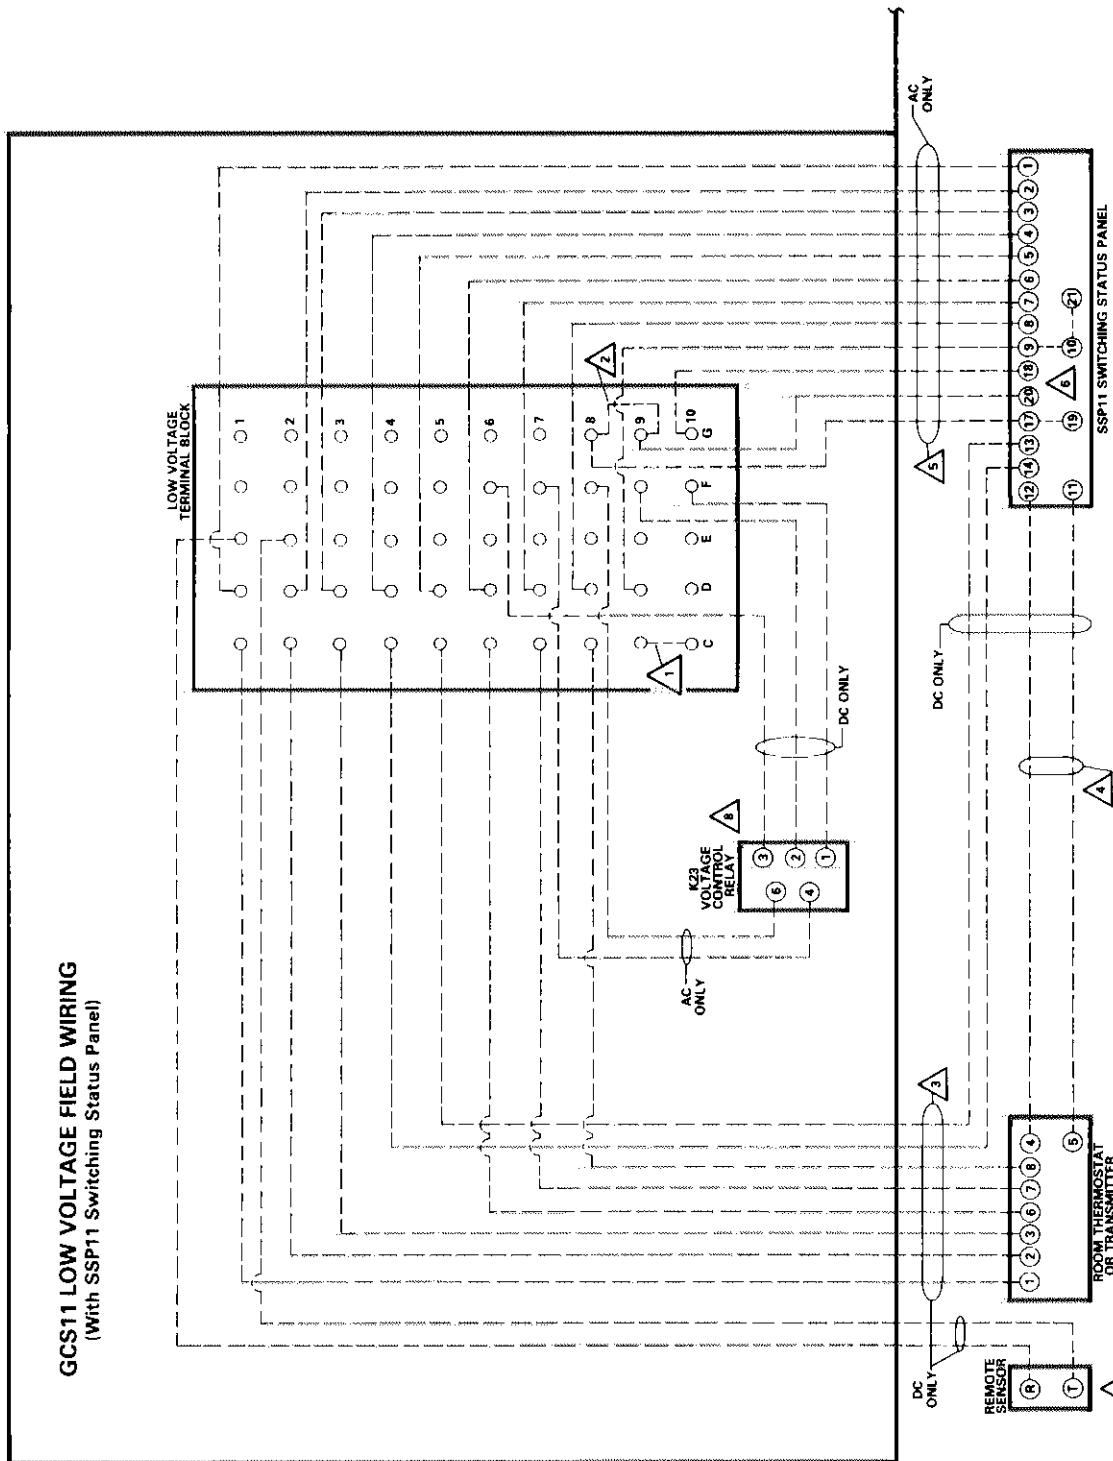 GCS11 LOW VOLTAGE FIELD WIRING
(With SSP11 Switching Status Panel)
LOW VOLTAGE
TERMINAL BLOCK
1
2
3
4
5
6
7
8
9
10
C D E F G
1
2
K23
VOLTAGE
CONTROL
RELAY
3
2
1
4
8
AC
ONLY
DC ONLY
DC
ONLY
3
DC ONLY
4
5
AC
ONLY
REMOTE
SENSOR
R
T
1 2 3 6 7 8 4
5
ROOM THERMOSTAT
OR TRANSMITTER
12 14 13 17 20 18 9 8 7 6 5 4 3 2 1
11 19 6 10 21
SSP11 SWITCHING STATUS PANEL